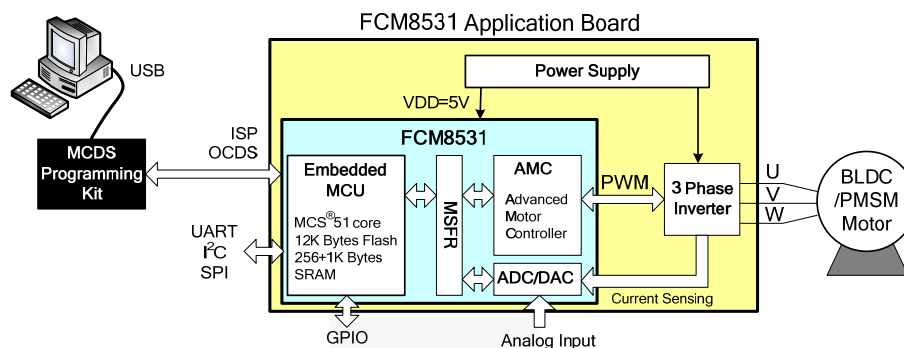 FCM8531 Application Board
USB
Power Supply
VDD=5V
FCM8531
ISP
OCDS
MCDS
Programming
Kit
Embedded
MCU
MCS®51 core
12K Bytes Flash
256+1K Bytes
SRAM
MSFR
AMC
Advanced
Motor
Controller
PWM
3 Phase
Inverter
U
V
W
BLDC
/PMSM
Motor
UART
I²C
SPI
ADC/DAC
Current Sensing
GPIO
Analog Input